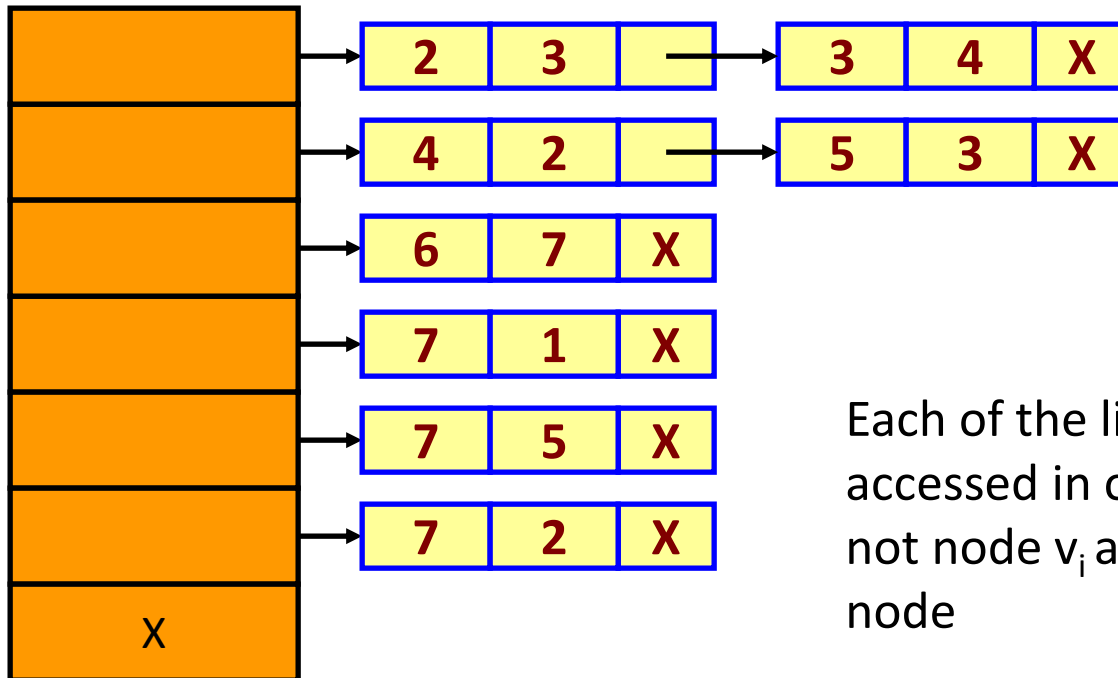 2 3 3 4 X
4 2 5 3 X
6 7 X
7 1 X
7 5 X
7 2 X
Each of the li
accessed in
not node vᵢ a
node
X